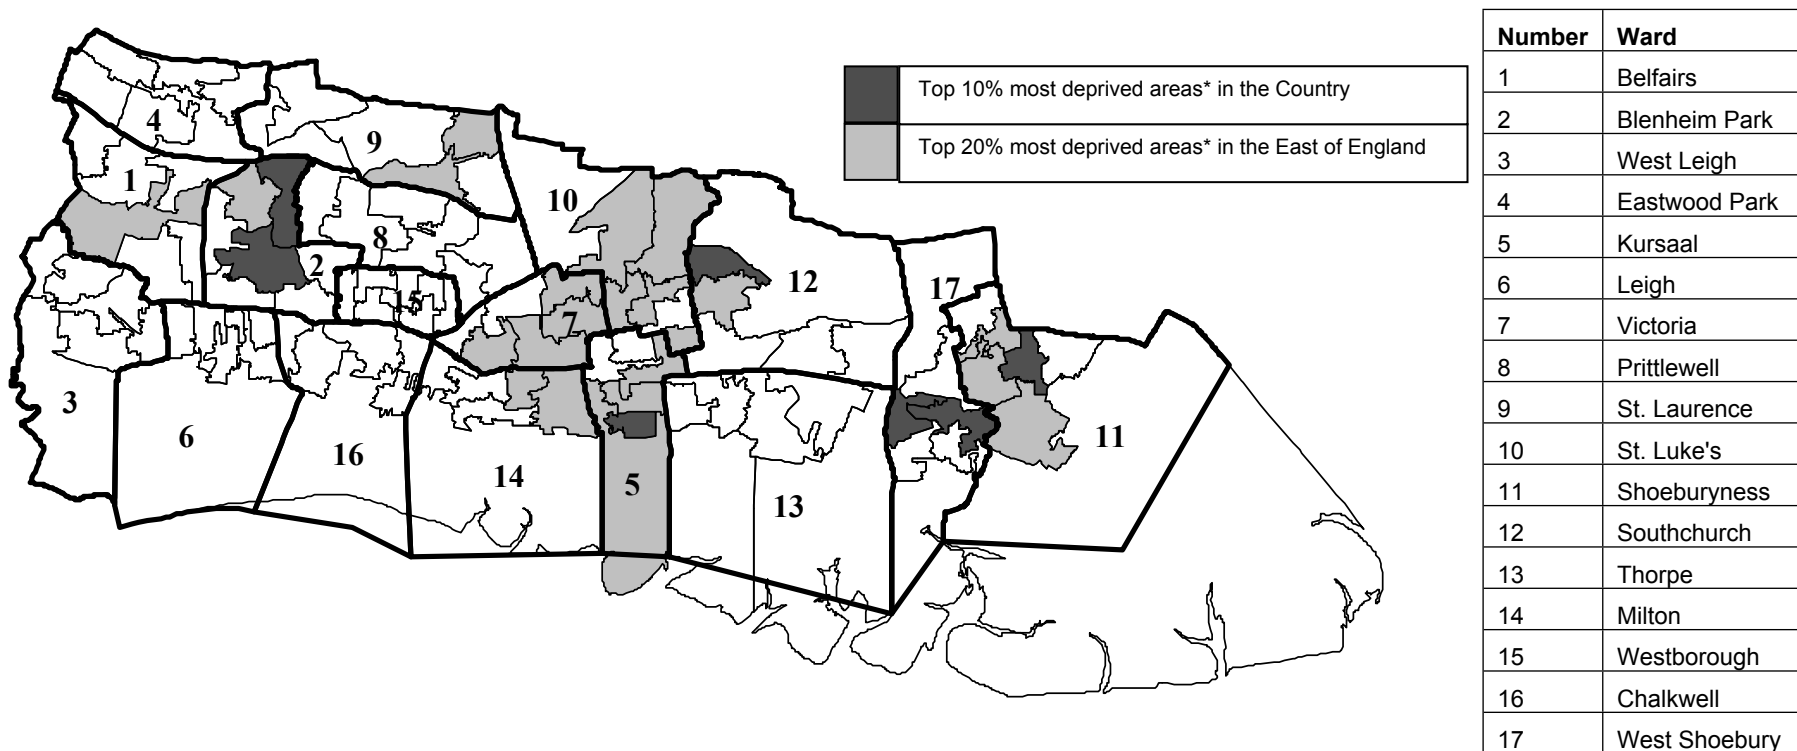 Top 10% most deprived areas* in the Country
Top 20% most deprived areas* in the East of England
4
9
1
10
8
2
12
17
15
7
3
6
16
14
5
13
11
Number Ward
1 Belfairs
2 Blenheim Park
3 West Leigh
4 Eastwood Park
5 Kursaal
6 Leigh
7 Victoria
8 Prittlewell
9 St. Laurence
10 St. Luke's
11 Shoeburyness
12 Southchurch
13 Thorpe
14 Milton
15 Westborough
16 Chalkwell
17 West Shoebury